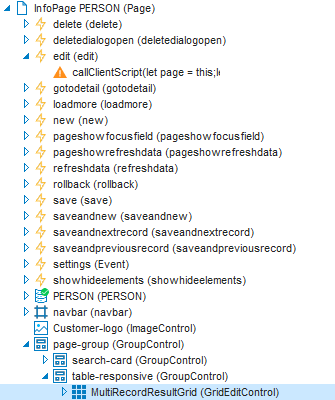 InfoPage PERSON (Page)
delete (delete)
deletedialogopen (deletedialogopen)
edit (edit)
callClientScript(let page = this;l
gotodetail (gotodetail)
loadmore (loadmore)
new (new)
pageshowfocusfield (pageshowfocusfield)
pageshowrefreshdata (pageshowrefreshdata)
refreshdata (refreshdata)
rollback (rollback)
save (save)
saveandnew (saveandnew)
saveandnextrecord (saveandnextrecord)
saveandpreviousrecord (saveandpreviousrecord)
settings (Event)
showhideelements (showhideelements)
PERSON (PERSON)
navbar (navbar)
Customer-logo (ImageControl)
page-group (GroupControl)
search-card (GroupControl)
table-responsive (GroupControl)
MultiRecordResultGrid (GridEditControl)